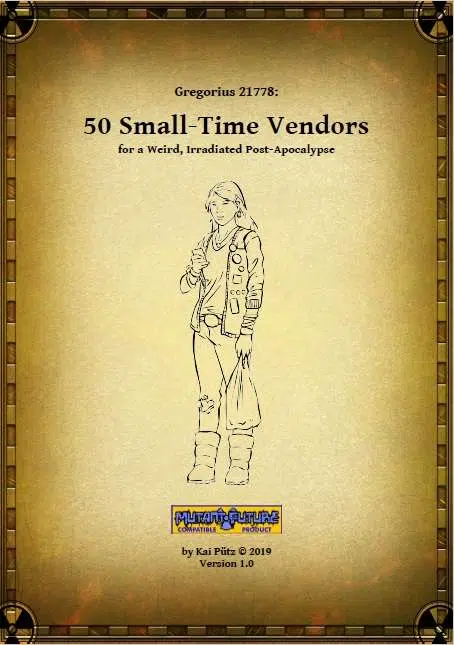 Gregorius 21778:
50 Small-Time Vendors
for a Weird, Irradiated Post-Apocalypse
MUTANT FUTURE
COMPATIBLE PRODUCT
by Kai Pütz © 2019
Version 1.0